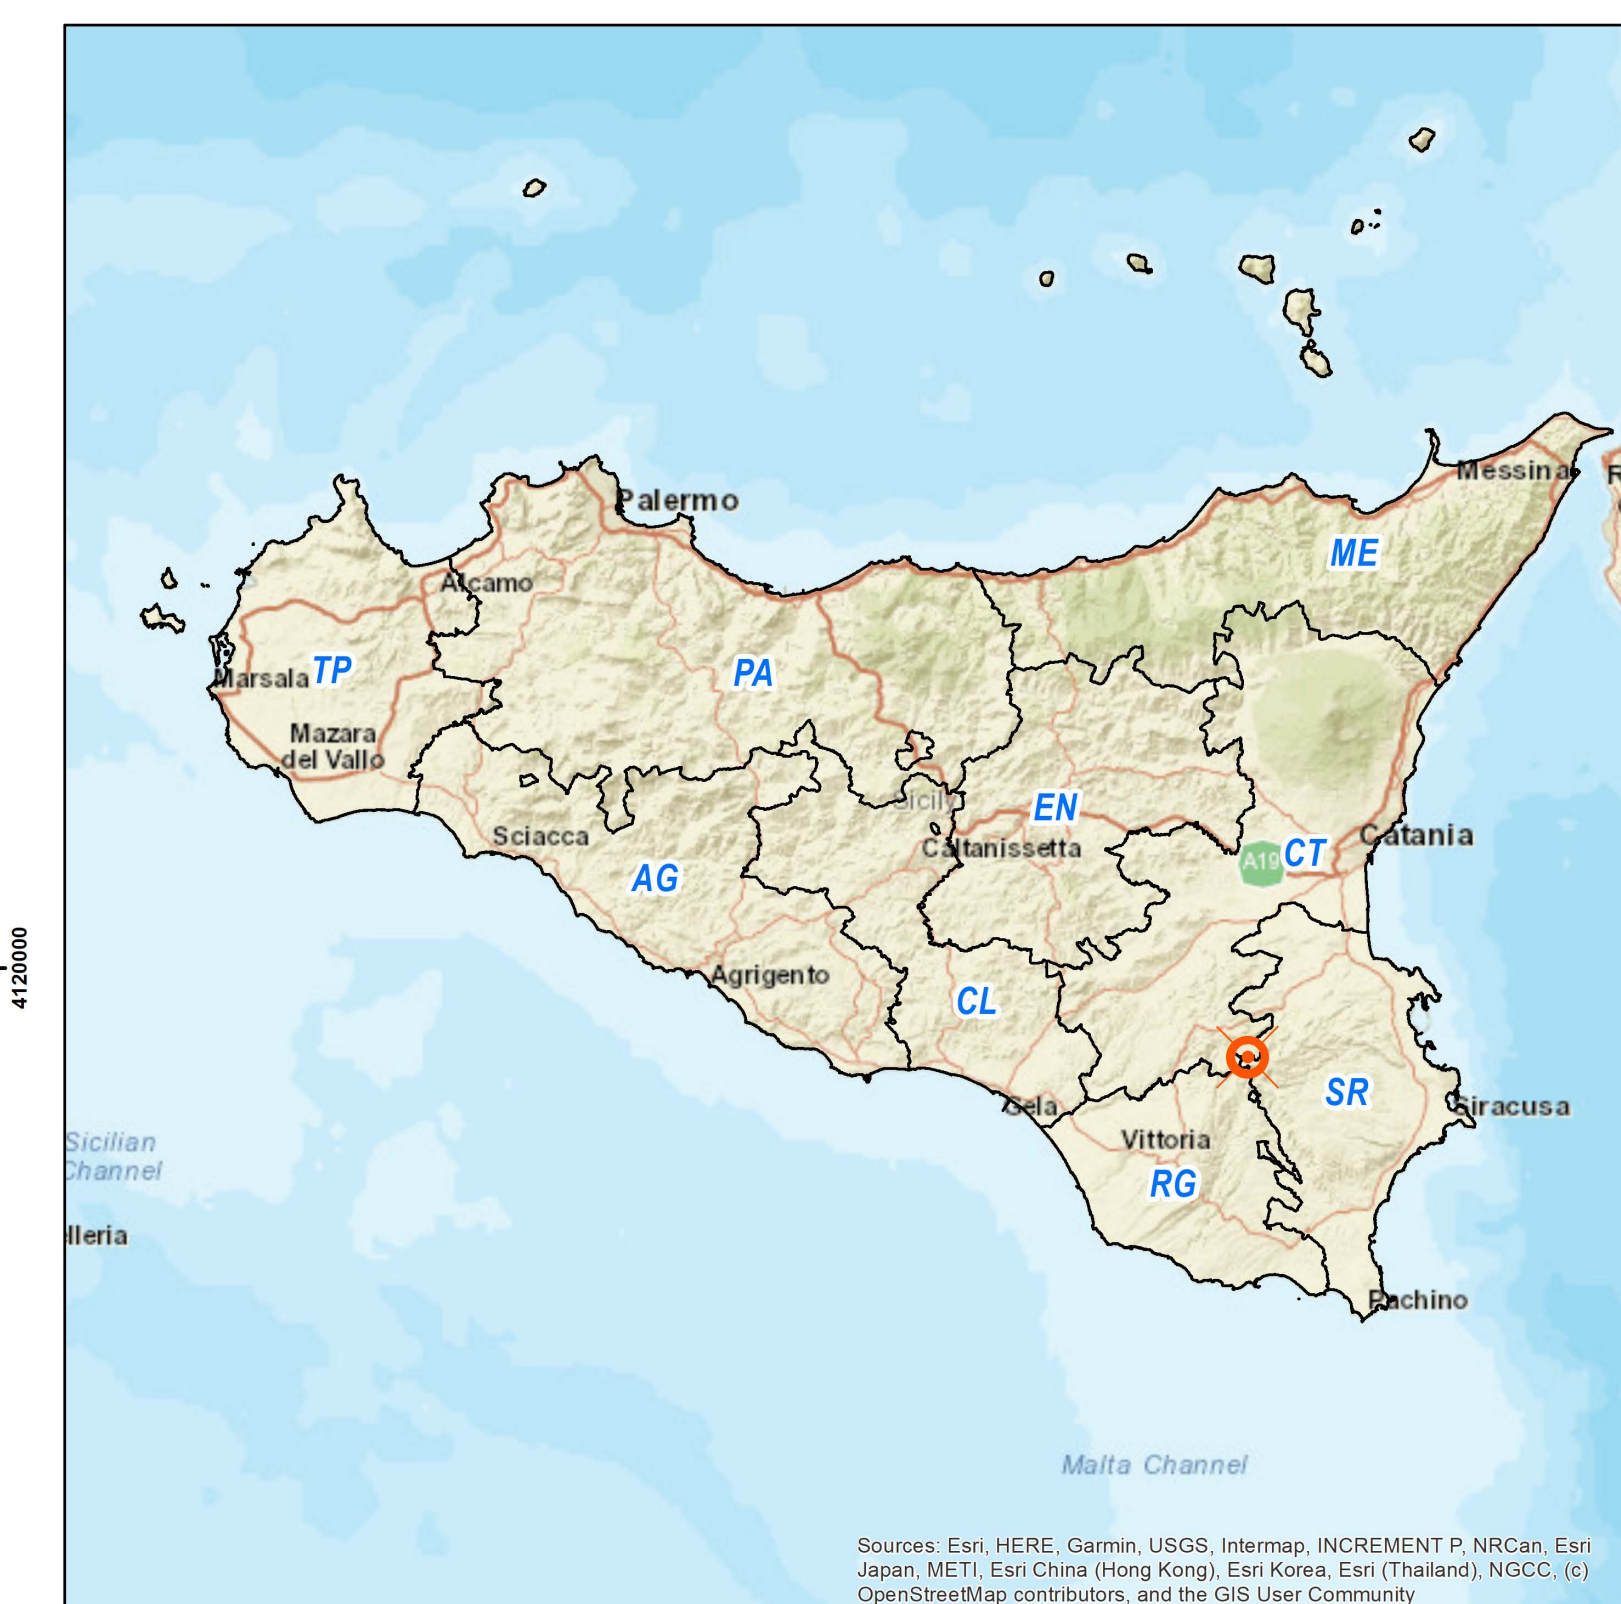 Palermo
Messina
R
ME
Alcamo
TP
Marsala
PA
Mazara
del Vallo
Sicily
EN
Sciacca
Caltanissetta
A19
CT
Catania
AG
4120000
Agrigento
CL
SR
Gela
Siracusa
Vittoria
Sicilian
Channel
RG
lleria
Pachino
Malta Channel
Sources: Esri, HERE, Garmin, USGS, Intermap, INCREMENT P, NRCan, Esri
Japan, METI, Esri China (Hong Kong), Esri Korea, Esri (Thailand), NGCC, (c)
OpenStreetMap contributors, and the GIS User Community